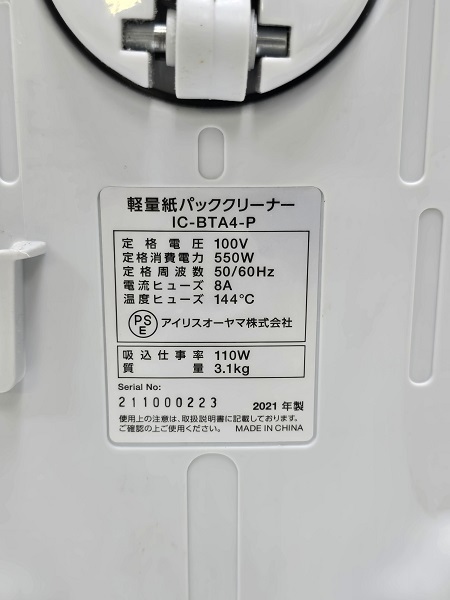 軽量紙パッククリーナー
IC-BTA4-P
定格電圧 100V
定格消費電力 550W
定格周波数 50/60Hz
電流ヒューズ 8A
温度ヒューズ 144℃
PS
E アイリスオーヤマ株式会社
吸込仕事率 110W
質量 3.1kg
Serial No:
211000223 2021 年製
使用上の注意は、取扱説明書に記載しております。
ご確認の上ご使用ください。 MADE IN CHINA